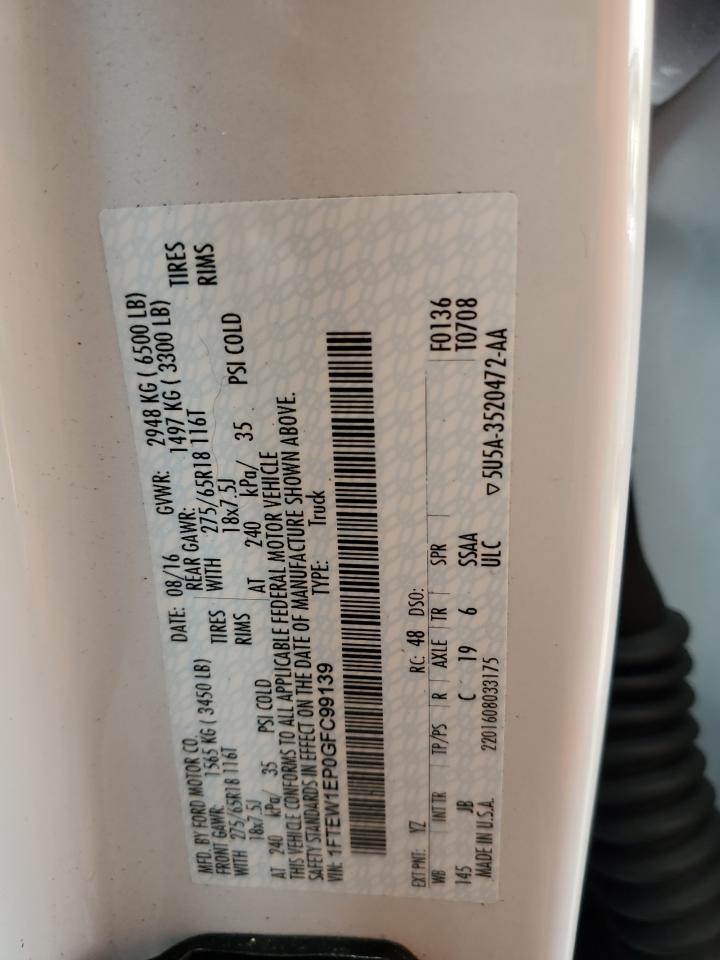 MFD. BY FORD MOTOR CO. DATE: 08/16 GVWR: 2948 KG ( 6500 LB)
FRONT GAWR: 1565 KG ( 3450 LB) REAR GAWR: 1497 KG ( 3300 LB)
WITH 275/65R18 116T TIRES WITH 275/65R18 116T TIRES
18x7.5J RIMS 18x7.5J RIMS
AT 240 kPa/ 35 PSI COLD AT 240 kPa/ 35 PSI COLD
THIS VEHICLE CONFORMS TO ALL APPLICABLE FEDERAL MOTOR VEHICLE
SAFETY STANDARDS IN EFFECT ON THE DATE OF MANUFACTURE SHOWN ABOVE.
VIN: 1FTEW1EP0GFC99139 TYPE: Truck
EXT PNT: YZ RC: 48 DSO: F0136
WB INT TR TP/PS R AXLE TR SPR T0708
145 JB C 19 6 SSAA
MADE IN U.S.A. 2201608033175 ULC ▽5U5A-3520472-AA